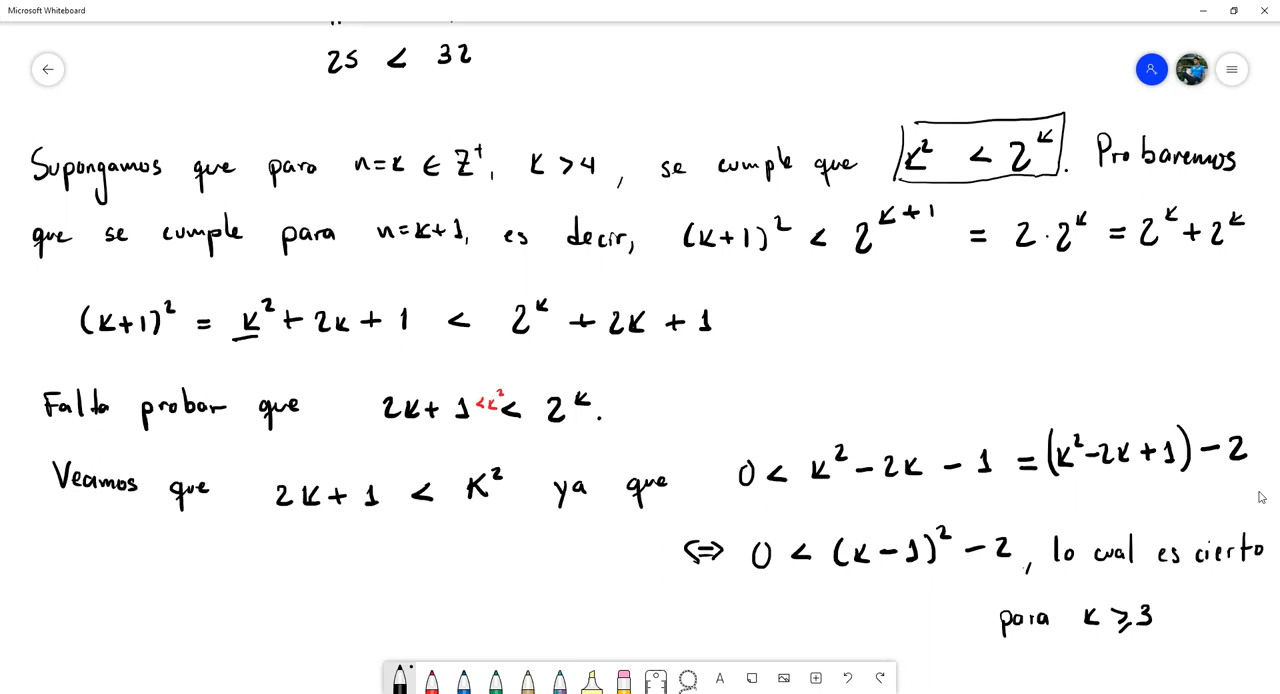 Microsoft Whiteboard
25 < 32
Supongamos que para n=k ∈ Z⁺, k > 4, se cumple que k² < 2ᵏ. Probaremos
que se cumple para n=k+1, es decir, (k+1)² < 2ᵏ⁺¹ = 2·2ᵏ = 2ᵏ + 2ᵏ
(k+1)² = k² + 2k + 1 < 2ᵏ + 2k + 1
Falta probar que 2k + 1 <k² < 2ᵏ.
Veamos que 2k + 1 < k² ya que 0 < k² - 2k - 1 = (k² - 2k + 1) - 2
⇔ 0 < (k - 1)² - 2, lo cual es cierto
para k ⩾ 3